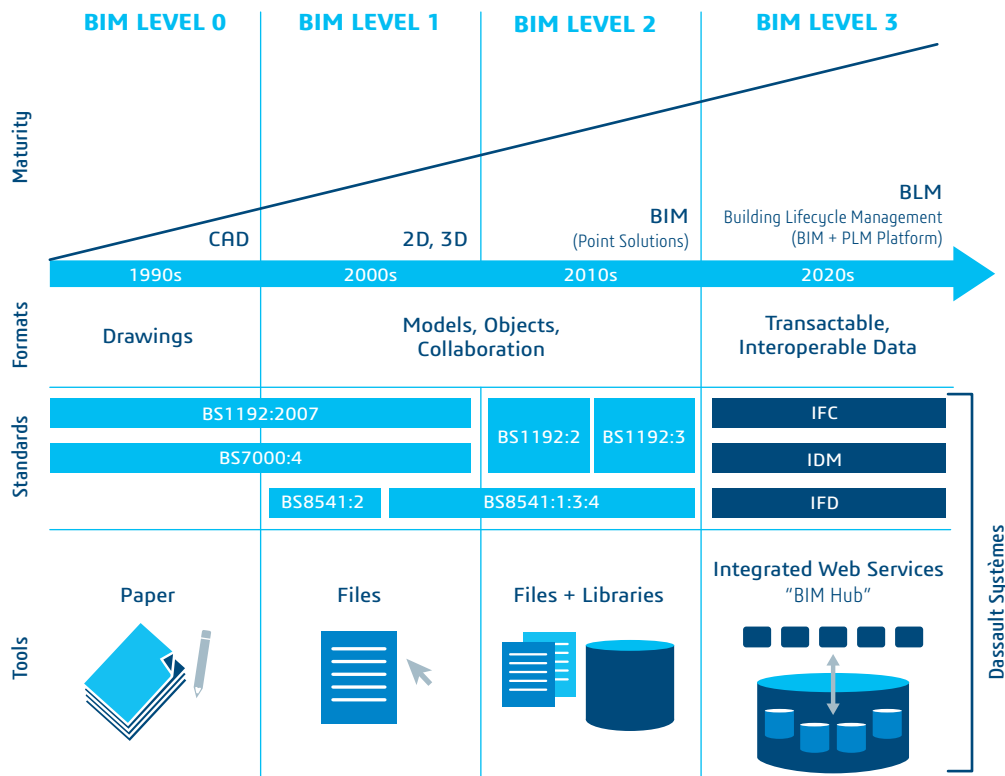 BIM LEVEL 0
BIM LEVEL 1
BIM LEVEL 2
BIM LEVEL 3
Maturity
CAD
2D, 3D
BIM
(Point Solutions)
BLM
Building Lifecycle Management
(BIM + PLM Platform)
1990s
2000s
2010s
2020s
Formats
Drawings
Models, Objects,
Collaboration
Transactable,
Interoperable Data
Standards
BS1192:2007
BS7000:4
BS8541:2
BS1192:2
BS1192:3
BS8541:1:3:4
IFC
IDM
IFD
Tools
Paper
Files
Files + Libraries
Integrated Web Services
“BIM Hub”
Dassault Systèmes